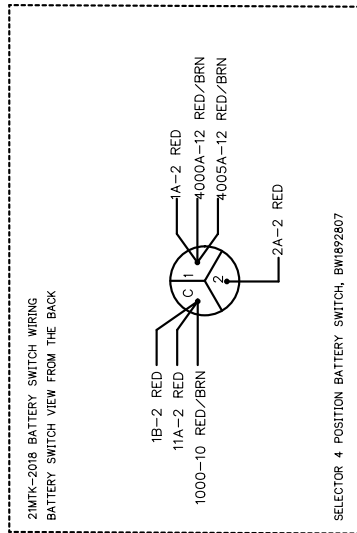 21MTK-2018 BATTERY SWITCH WIRING
BATTERY SWITCH VIEW FROM THE BACK
1B-2 RED
11A-2 RED
1000-10 RED/BRN
C
1
2
1A-2 RED
4000A-12 RED/BRN
4005A-12 RED/BRN
2A-2 RED
SELECTOR 4 POSITION BATTERY SWITCH, BW1892807